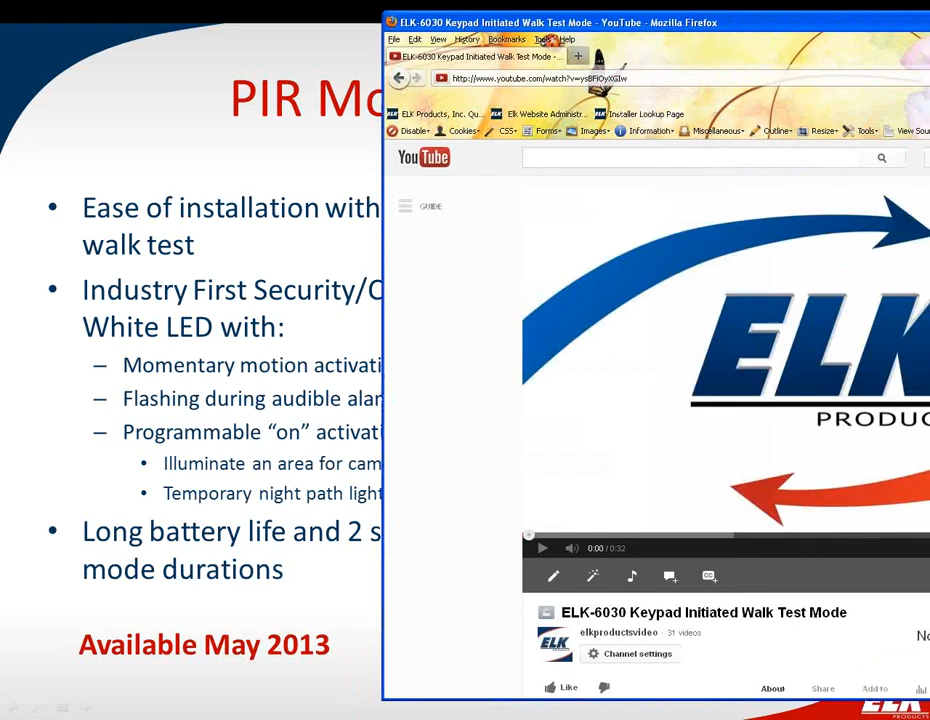 PIR Mo
Ease of installation with
walk test
Industry First Security/C
White LED with:
Momentary motion activati
Flashing during audible alar
Programmable “on” activati
Illuminate an area for cam
Temporary night path light
Long battery life and 2 s
mode durations
Available May 2013
ELK-6030 Keypad Initiated Walk Test Mode - YouTube - Mozilla Firefox
File Edit View History Bookmarks Tools Help
ELK-6030 Keypad Initiated Walk Test Mode - ...
ELK Products, Inc. Qu... Elk Website Administr... Installer Lookup Page
Disable Cookies CSS Forms Images Information Miscellaneous Outline Resize Tools View Sour
YouTube
GUIDE
ELK
PRODUC
0:00 / 0:32
ELK-6030 Keypad Initiated Walk Test Mode
ELK
elkproductsvideo · 31 videos
Channel settings
No
Like About Share Add to
ELK
PRODUCTS